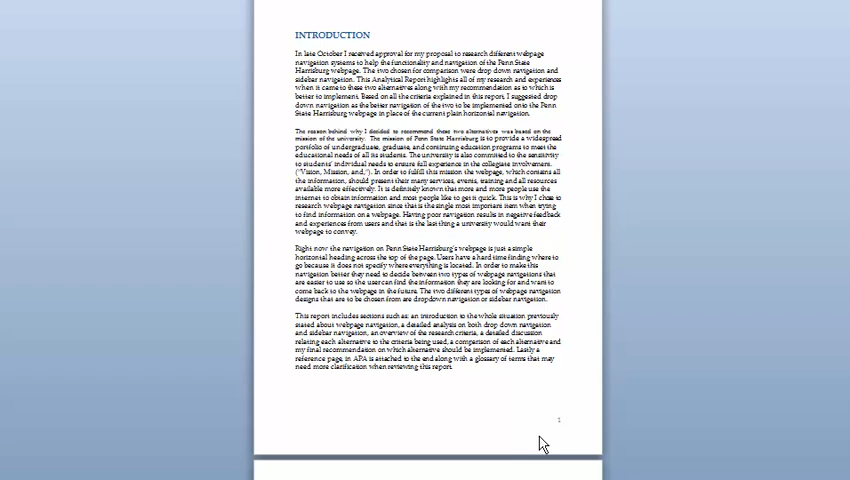 INTRODUCTION
In late October I received approval for my proposal to research different webpage
navigation systems to help the functionality and navigation of the Penn State
Harrisburg webpage. The two chosen for comparison were drop down navigation and
sidebar navigation. This Analytical Report highlights all of my research and experiences
when it came to these two alternatives along with my recommendation as to which is
better to implement. Based on all the criteria explained in this report, I suggested drop
down navigation as the better navigation of the two to be implemented onto the Penn
State Harrisburg webpage in place of the current plain horizontal navigation.
The reason behind why I decided to recommend these two alternatives was based on the
mission of the university. The mission of Penn State Harrisburg is to provide a widespread
portfolio of undergraduate, graduate, and continuing education programs to meet the
educational needs of all its students. The university is also committed to the sensitivity
to students' individual needs to ensure full experience in the collegiate involvement.
("Vision, Mission, and,"). In order to fulfill this mission the webpage, which contains all
the information, should present their many services, events, training and all resources
available more effectively. It is definitely known that more and more people use the
internet to obtain information and most people like to get it quick. This is why I chose to
research webpage navigation since that is the single most important item when trying
to find information on a webpage. Having poor navigation results in negative feedback
and experiences from users and that is the last thing a university would want their
webpage to convey.
Right now the navigation on Penn State Harrisburg's webpage is just a simple
horizontal heading across the top of the page. Users have a hard time finding where to
go because it does not specify where everything is located. In order to make this
navigation better they need to decide between two types of webpage navigations that
are easier to use so the user can find the information they are looking for and want to
come back to the webpage in the future. The two different types of webpage navigation
designs that are to be chosen from are dropdown navigation or sidebar navigation.
This report includes sections such as: an introduction to the whole situation previously
stated about webpage navigation, a detailed analysis on both drop down navigation
and sidebar navigation, an overview of the research criteria, a detailed discussion
relating each alternative to the criteria being used, a comparison of each alternative and
my final recommendation on which alternative should be implemented. Lastly a
reference page, in APA is attached to the end along with a glossary of terms that may
need more clarification when reviewing this report.